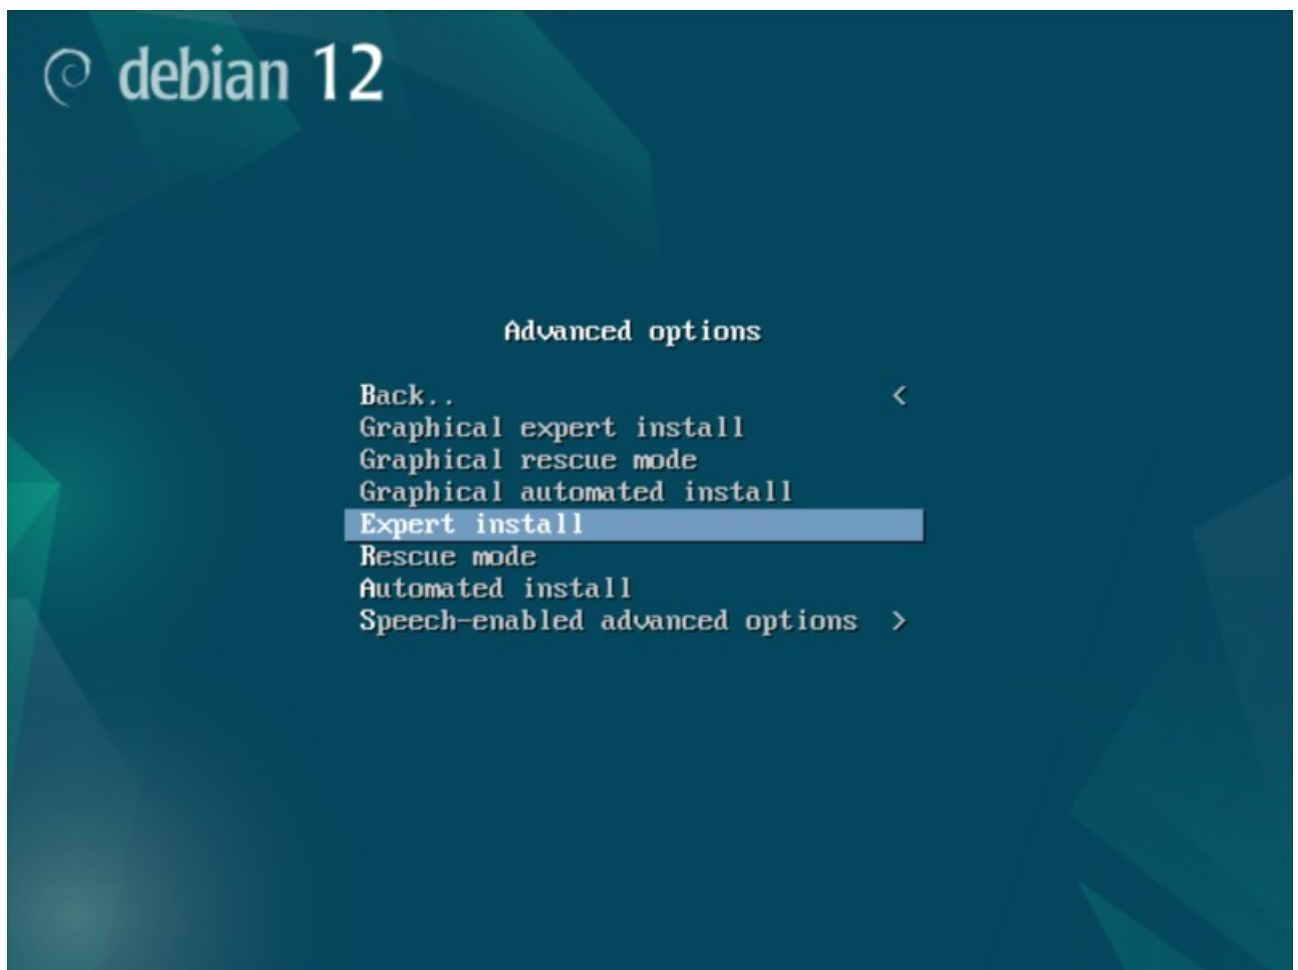 debian 12
Advanced options
Back.. <
Graphical expert install
Graphical rescue mode
Graphical automated install
Expert install
Rescue mode
Automated install
Speech-enabled advanced options >